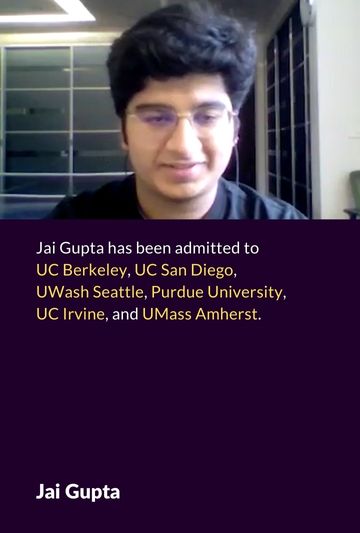 Jai Gupta has been admitted to
UC Berkeley, UC San Diego,
UWash Seattle, Purdue University,
UC Irvine, and UMass Amherst.
Jai Gupta